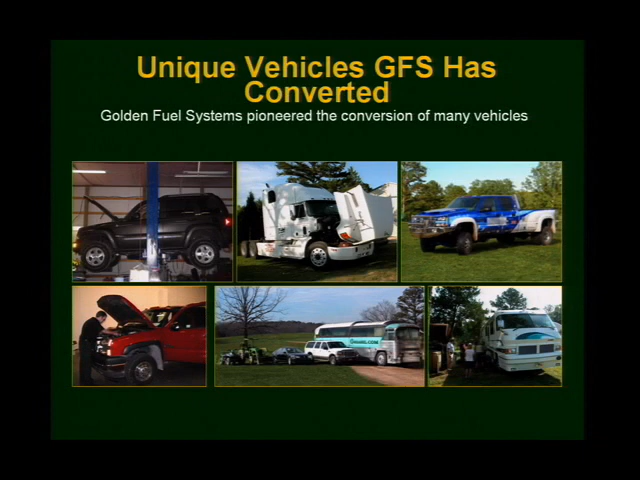 Unique Vehicles GFS Has
Converted
Golden Fuel Systems pioneered the conversion of many vehicles